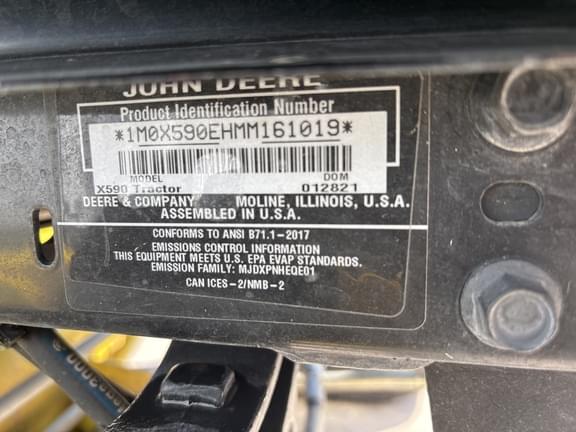 JOHN DEERE
Product Identification Number
*1M0X590EHMM161019*
MODEL DOM
X590 Tractor 012821
DEERE & COMPANY MOLINE, ILLINOIS, U.S.A.
ASSEMBLED IN U.S.A.
CONFORMS TO ANSI B71.1-2017
EMISSIONS CONTROL INFORMATION
THIS EQUIPMENT MEETS U.S. EPA EVAP STANDARDS.
EMISSION FAMILY: MJDXPNHEQE01
CAN ICES-2/NMB-2